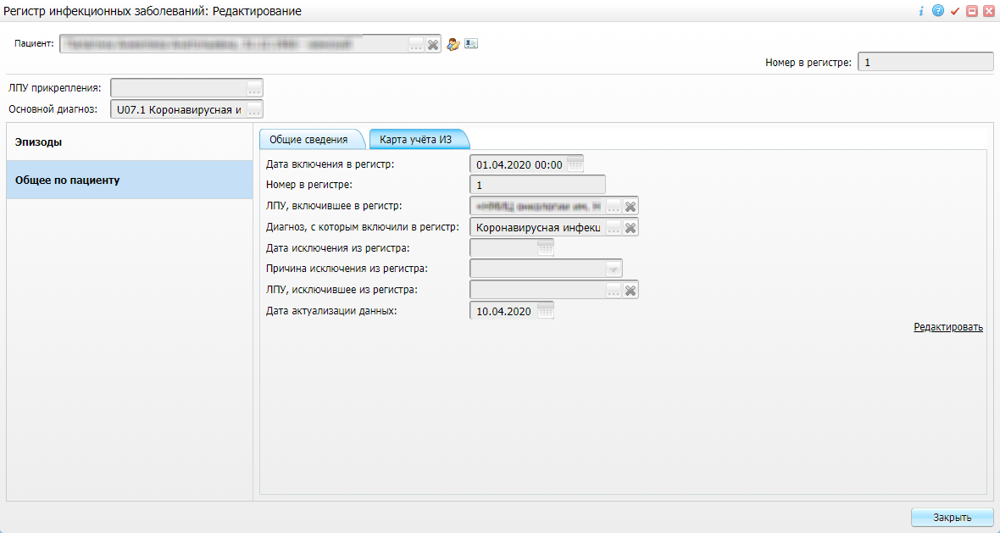 Регистр инфекционных заболеваний: Редактирование
Пациент:
Номер в регистре: 1
ЛПУ прикрепления:
Основной диагноз: U07.1 Коронавирусная и
Эпизоды
Общее по пациенту
Общие сведения Карта учёта ИЗ
Дата включения в регистр: 01.04.2020 00:00
Номер в регистре: 1
ЛПУ, включившее в регистр:
Диагноз, с которым включили в регистр: Коронавирусная инфекц
Дата исключения из регистра:
Причина исключения из регистра:
ЛПУ, исключившее из регистра:
Дата актуализации данных: 10.04.2020
Редактировать
Закрыть